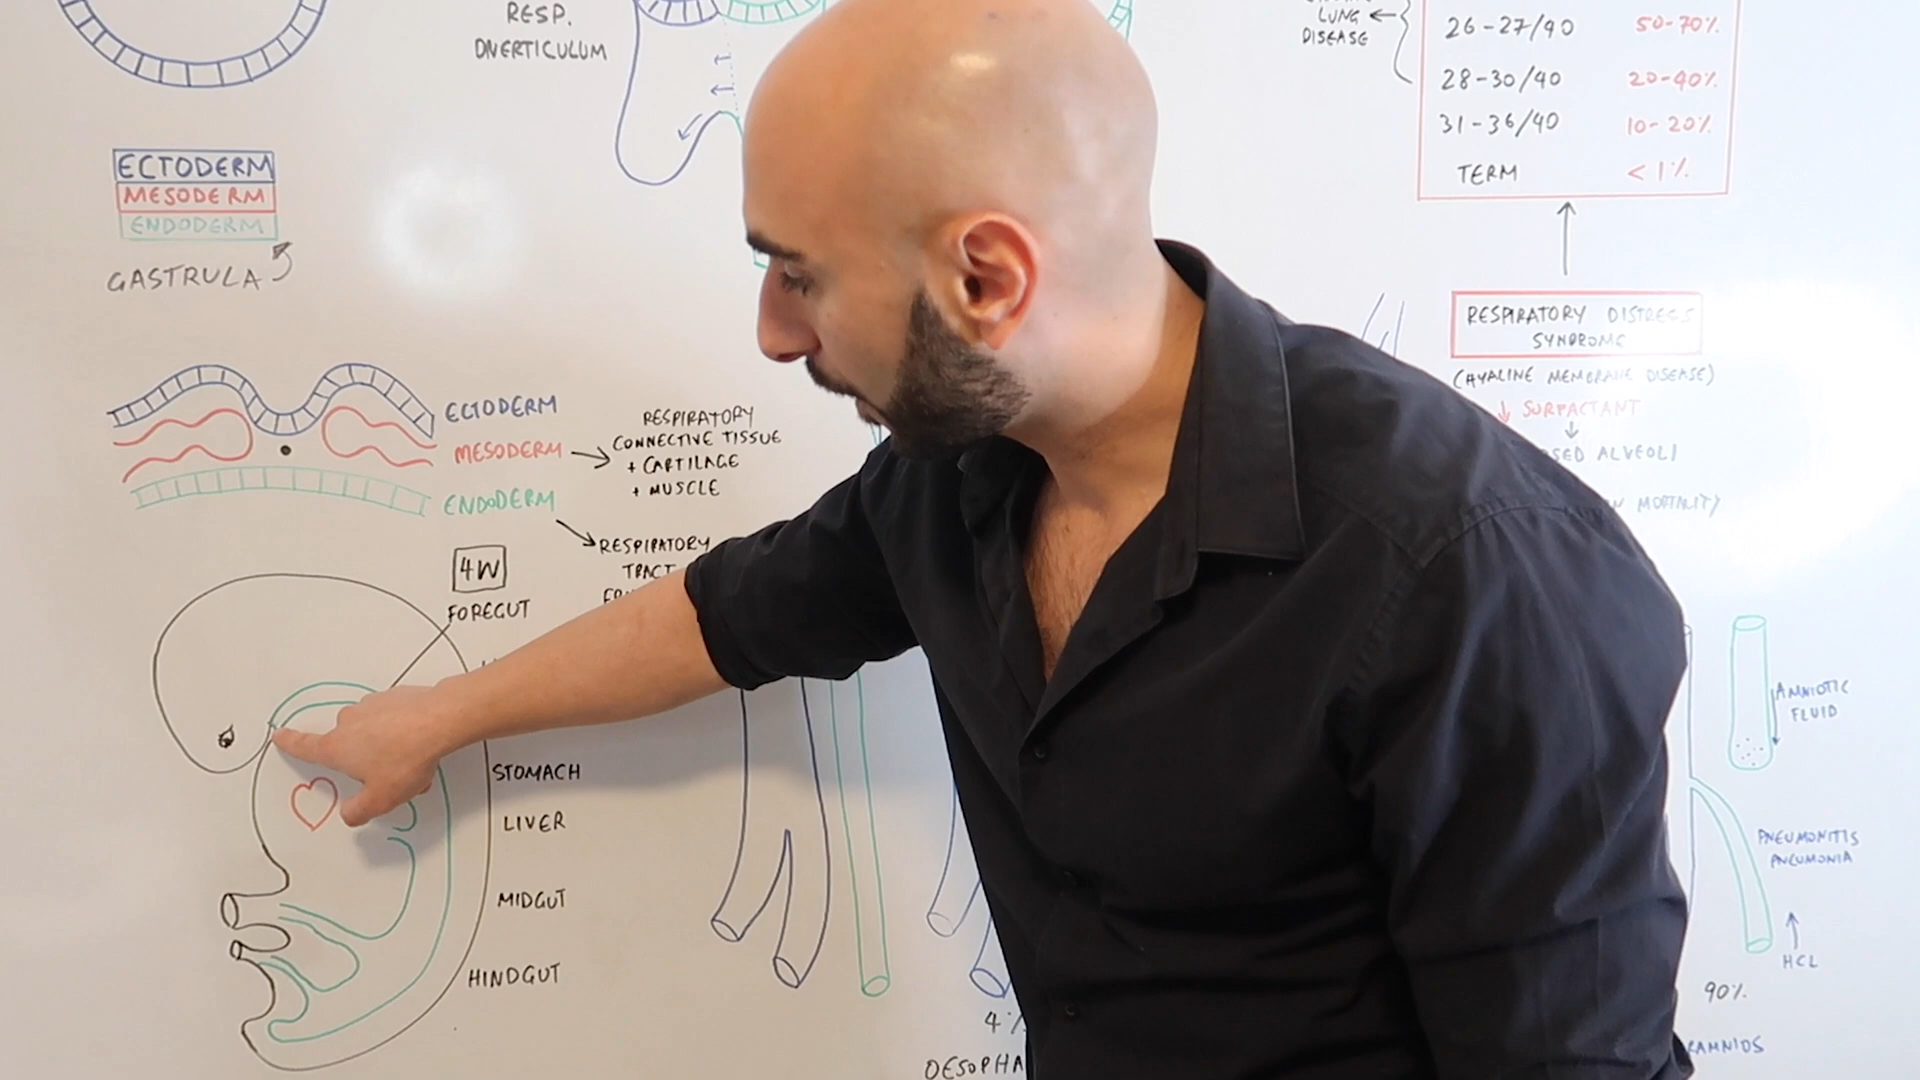 RESP.
DIVERTICULUM
LUNG
DISEASE
26-27/40 50-70%
28-30/40 20-40%
31-36/40 10-20%
TERM <1%
ECTODERM
MESODERM
ENDODERM
GASTRULA
RESPIRATORY DISTRESS
SYNDROME
(HYALINE MEMBRANE DISEASE)
↓ SURFACTANT
ALVEOLI
MORTALITY
ECTODERM
MESODERM
ENDODERM
RESPIRATORY
CONNECTIVE TISSUE
+ CARTILAGE
+ MUSCLE
RESPIRATORY
TRACT
4W
FOREGUT
STOMACH
LIVER
MIDGUT
HINDGUT
AMNIOTIC
FLUID
PNEUMONITIS
PNEUMONIA
HCL
90%
4%
OESOPHA